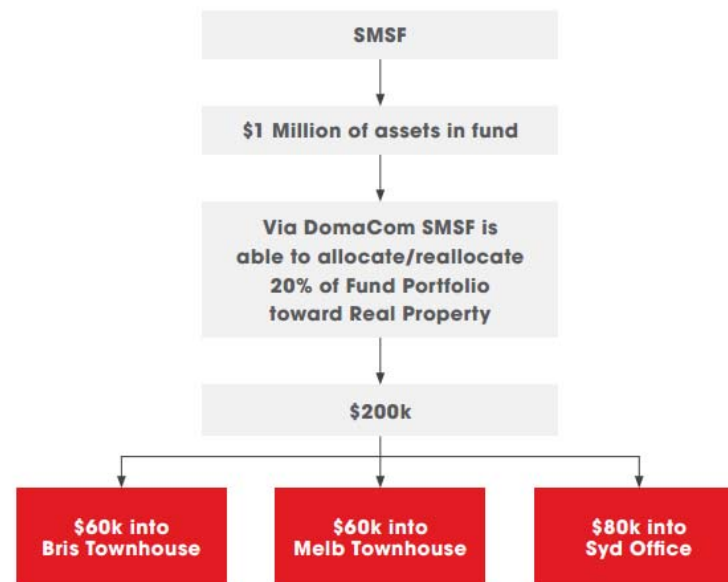 SMSF
$1 Million of assets in fund
Via DomaCom SMSF is
able to allocate/reallocate
20% of Fund Portfolio
toward Real Property
$200k
$60k into
Bris Townhouse
$60k into
Melb Townhouse
$80k into
Syd Office